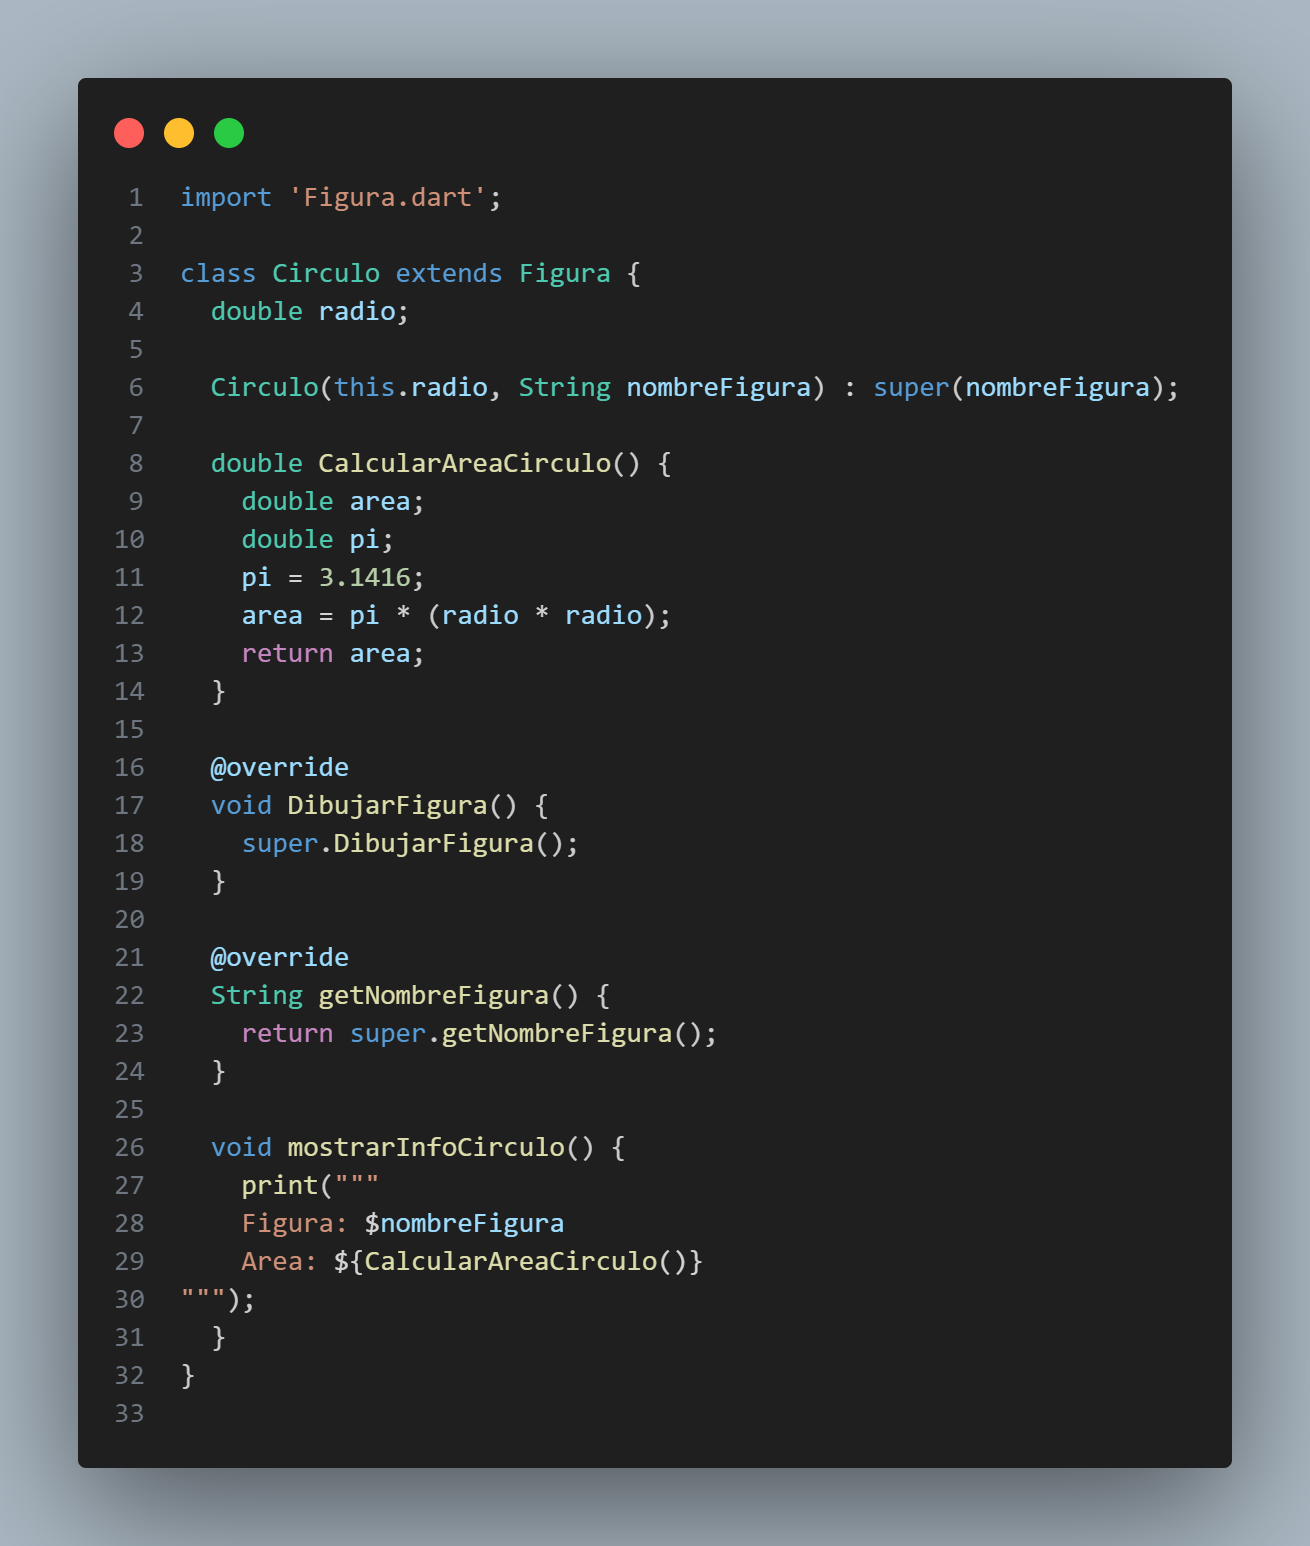 1 import 'Figura.dart';
2
3 class Circulo extends Figura {
4   double radio;
5
6   Circulo(this.radio, String nombreFigura) : super(nombreFigura);
7
8   double CalcularAreaCirculo() {
9     double area;
10     double pi;
11     pi = 3.1416;
12     area = pi * (radio * radio);
13     return area;
14   }
15
16   @override
17   void DibujarFigura() {
18     super.DibujarFigura();
19   }
20
21   @override
22   String getNombreFigura() {
23     return super.getNombreFigura();
24   }
25
26   void mostrarInfoCirculo() {
27     print("""
28     Figura: $nombreFigura
29     Area: ${CalcularAreaCirculo()}
30 """);
31   }
32 }
33